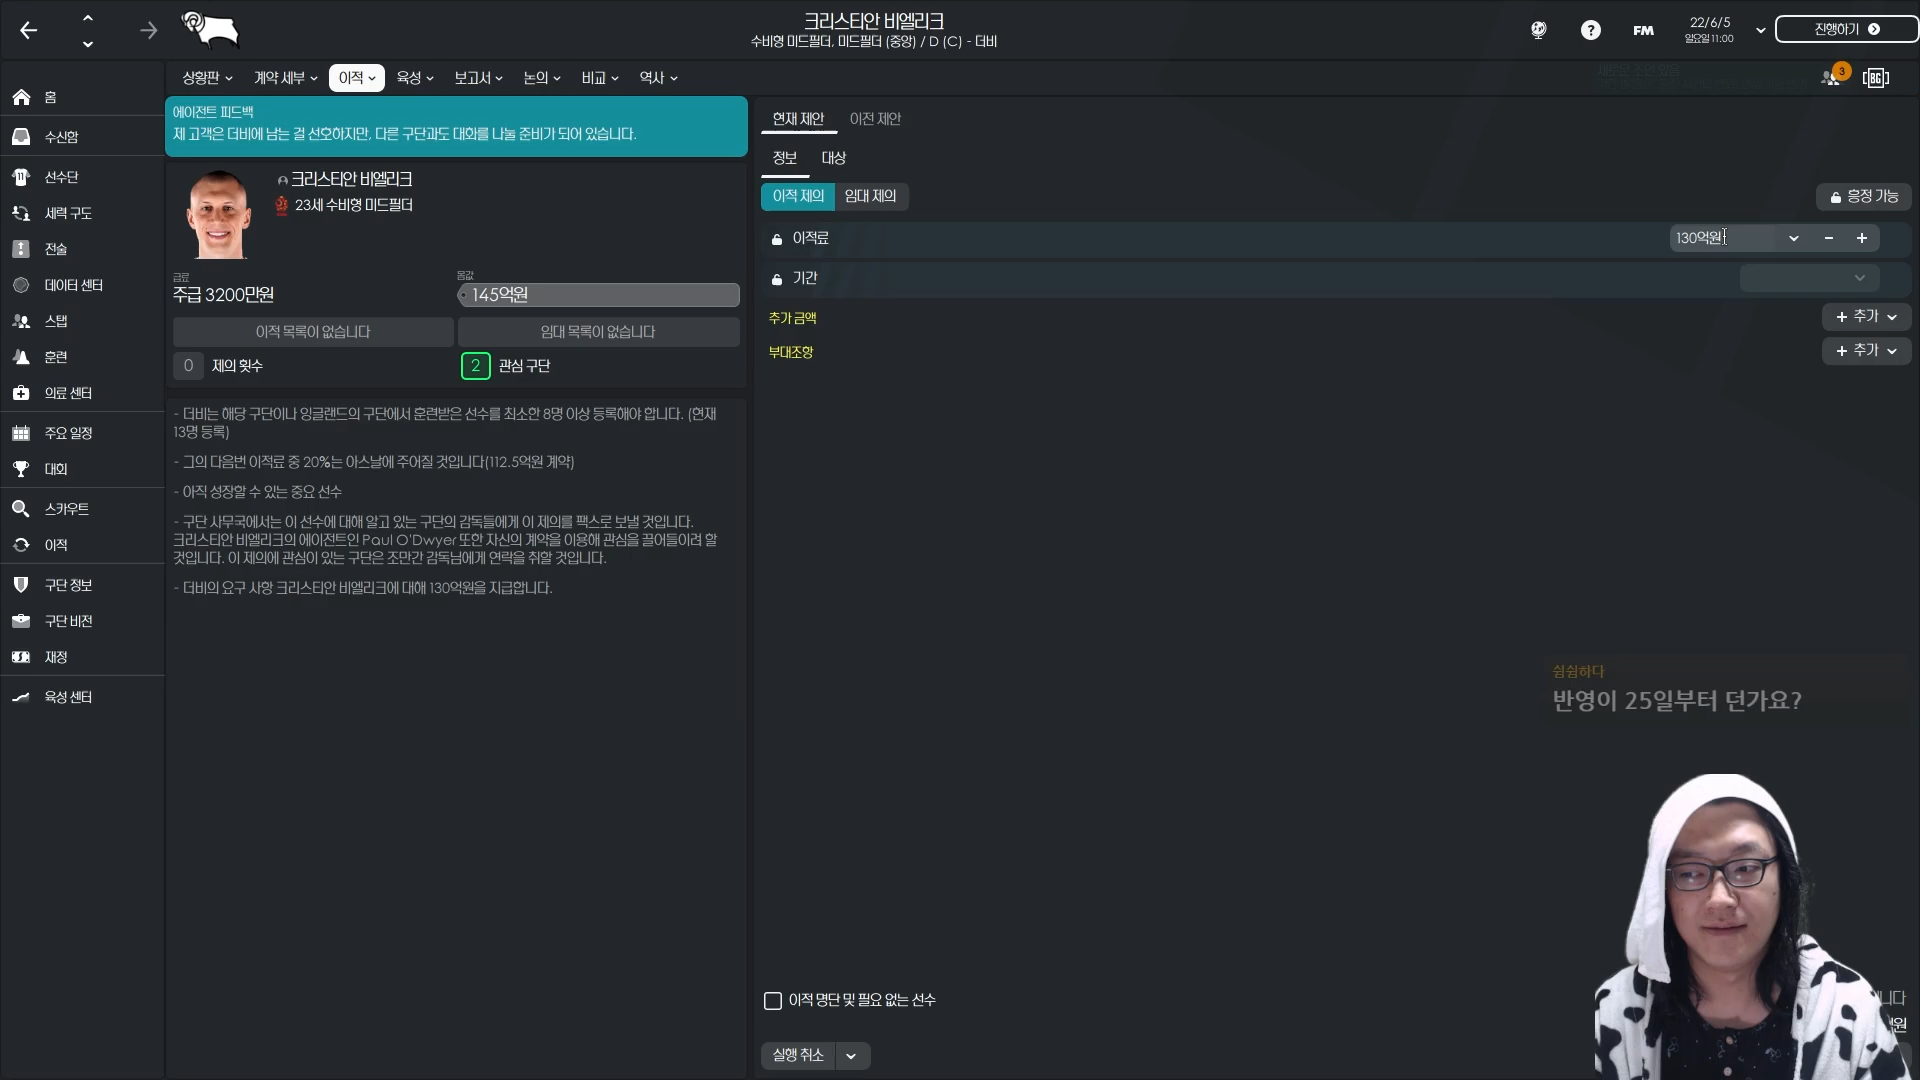 크리스티안 비엘리크
수비형 미드필더, 미드필더 (중앙) / D (C) - 더비
FM
22/6/5
일요일 11:00
진행하기
상황판
계약 세부
이적
육성
보고서
논의
비교
역사
3
BG
홈
수신함
선수단
세력 구도
전술
데이터 센터
스탭
훈련
의료 센터
주요 일정
대회
스카우트
이적
구단 정보
구단 비전
재정
육성 센터
에이전트 피드백
제 고객은 더비에 남는 걸 선호하지만, 다른 구단과도 대화를 나눌 준비가 되어 있습니다.
크리스티안 비엘리크
23세 수비형 미드필더
급료
주급 3200만원
몸값
145억원
이적 목록이 없습니다
임대 목록이 없습니다
0 제의 횟수
2 관심 구단
- 더비는 해당 구단이나 잉글랜드의 구단에서 훈련받은 선수를 최소한 8명 이상 등록해야 합니다. (현재
13명 등록)
- 그의 다음번 이적료 중 20%는 아스날에 주어질 것입니다(112.5억원 계약)
- 아직 성장할 수 있는 중요 선수
- 구단 사무국에서는 이 선수에 대해 알고 있는 구단의 감독들에게 이 제의를 팩스로 보낼 것입니다.
크리스티안 비엘리크의 에이전트인 Paul O'Dwyer 또한 자신의 계약을 이용해 관심을 끌어들이려 할
것입니다. 이 제의에 관심이 있는 구단은 조만간 감독님에게 연락을 취할 것입니다.
- 더비의 요구 사항 크리스티안 비엘리크에 대해 130억원을 지급합니다.
현재 제안
이전 제안
정보
대상
이적 제의
임대 제의
흥정 가능
이적료
130억원
기간
추가 금액
+ 추가
부대조항
+ 추가
쉼쉼하다
반영이 25일부터 던가요?
이적 명단 및 필요 없는 선수
실행 취소
니다